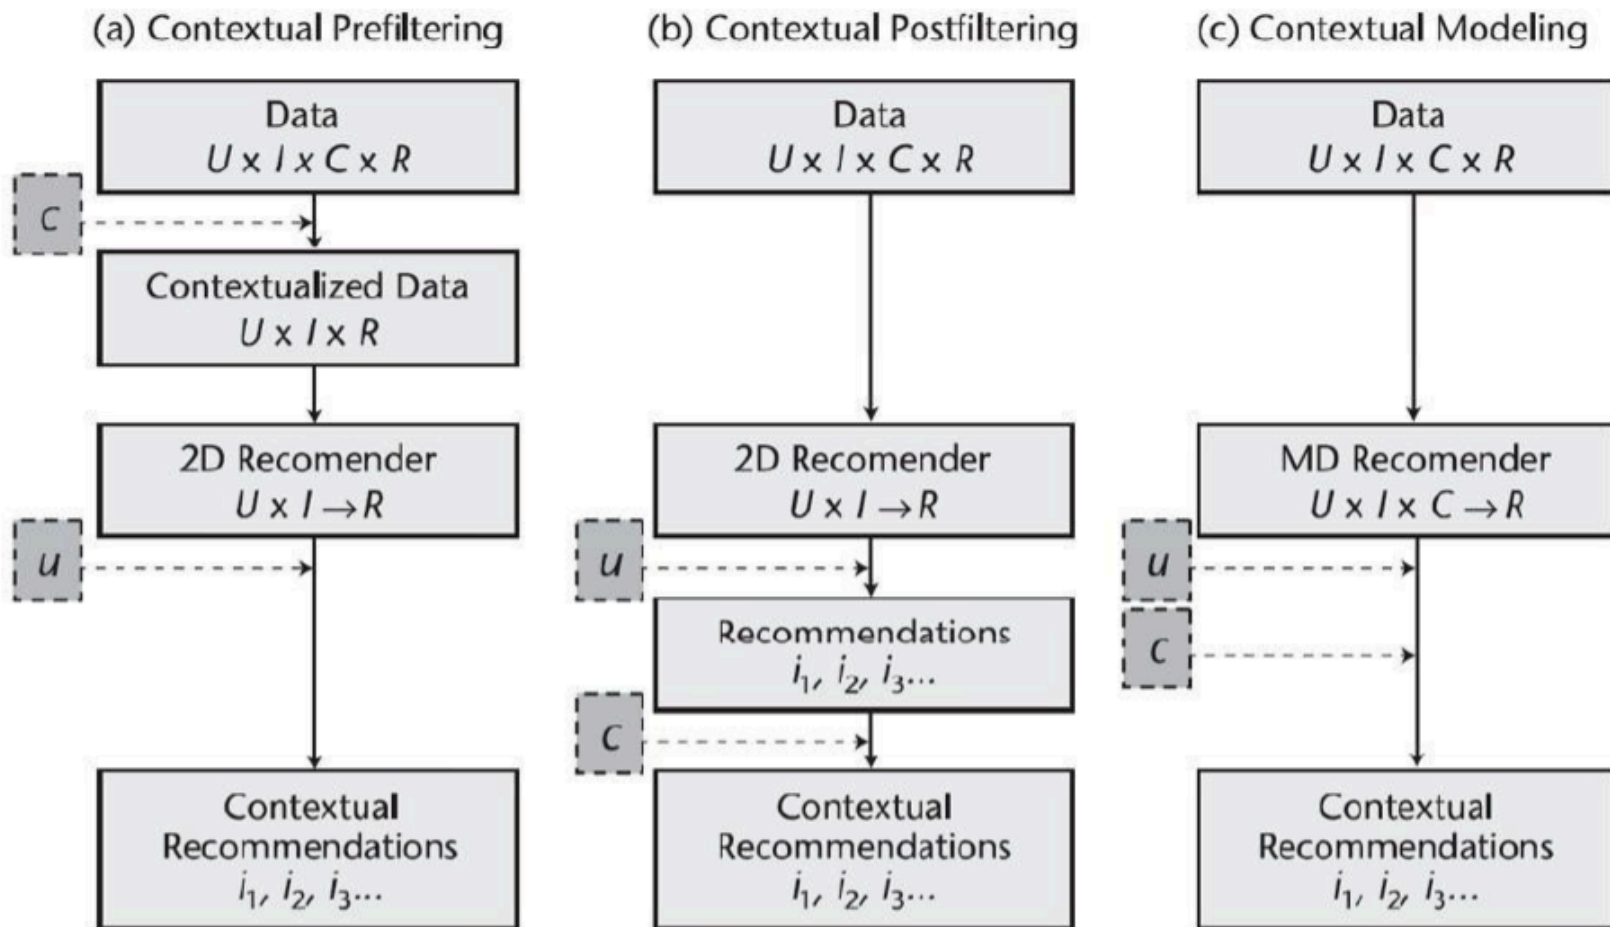 (a) Contextual Prefiltering
Data
U x I x C x R
c
Contextualized Data
U x I x R
2D Recomender
U x I → R
u
Contextual
Recommendations
i₁, i₂, i₃...
(b) Contextual Postfiltering
Data
U x I x C x R
2D Recomender
U x I → R
u
Recommendations
i₁, i₂, i₃...
c
Contextual
Recommendations
i₁, i₂, i₃...
(c) Contextual Modeling
Data
U x I x C x R
MD Recomender
U x I x C → R
u
c
Contextual
Recommendations
i₁, i₂, i₃...